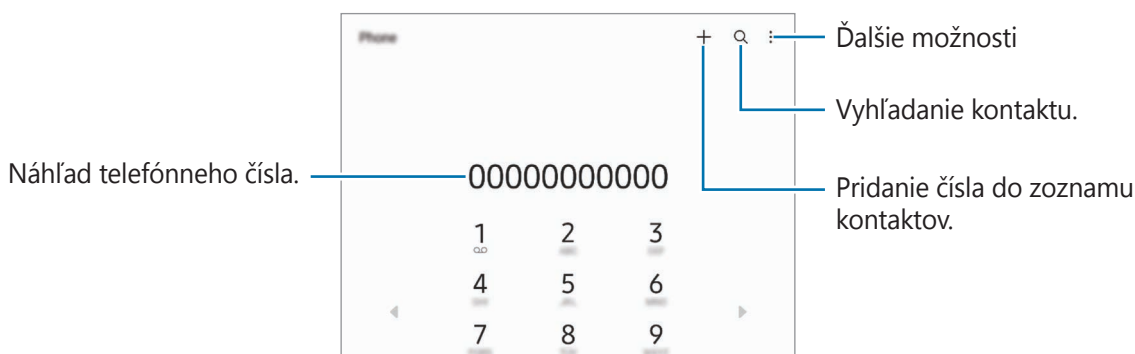 Phone
Ďalšie možnosti
Vyhľadanie kontaktu.
Náhľad telefónneho čísla.
00000000000
Pridanie čísla do zoznamu
kontaktov.
1 2 3
4 5 6
7 8 9